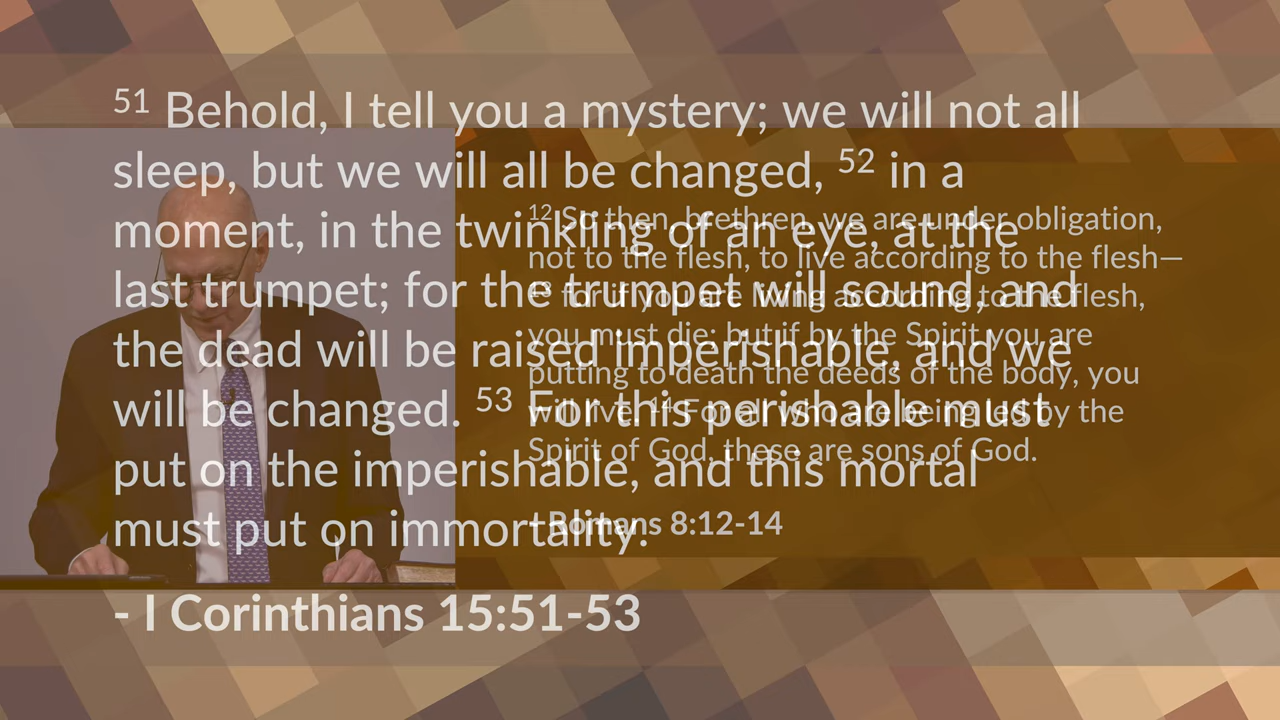 51 Behold, I tell you a mystery; we will not all
sleep, but we will all be changed, 52 in a
moment, in the twinkling of an eye, at the
last trumpet; for the trumpet will sound, and
the dead will be raised imperishable, and we
will be changed. 53 For this perishable must
put on the imperishable, and this mortal
must put on immortality.
- I Corinthians 15:51-53
12 So then, brethren, we are under obligation,
not to the flesh, to live according to the flesh—
13 for if you are living according to the flesh,
you must die; but if by the Spirit you are
putting to death the deeds of the body, you
will live. 14 For all who are being led by the
Spirit of God, these are sons of God.
- Romans 8:12-14